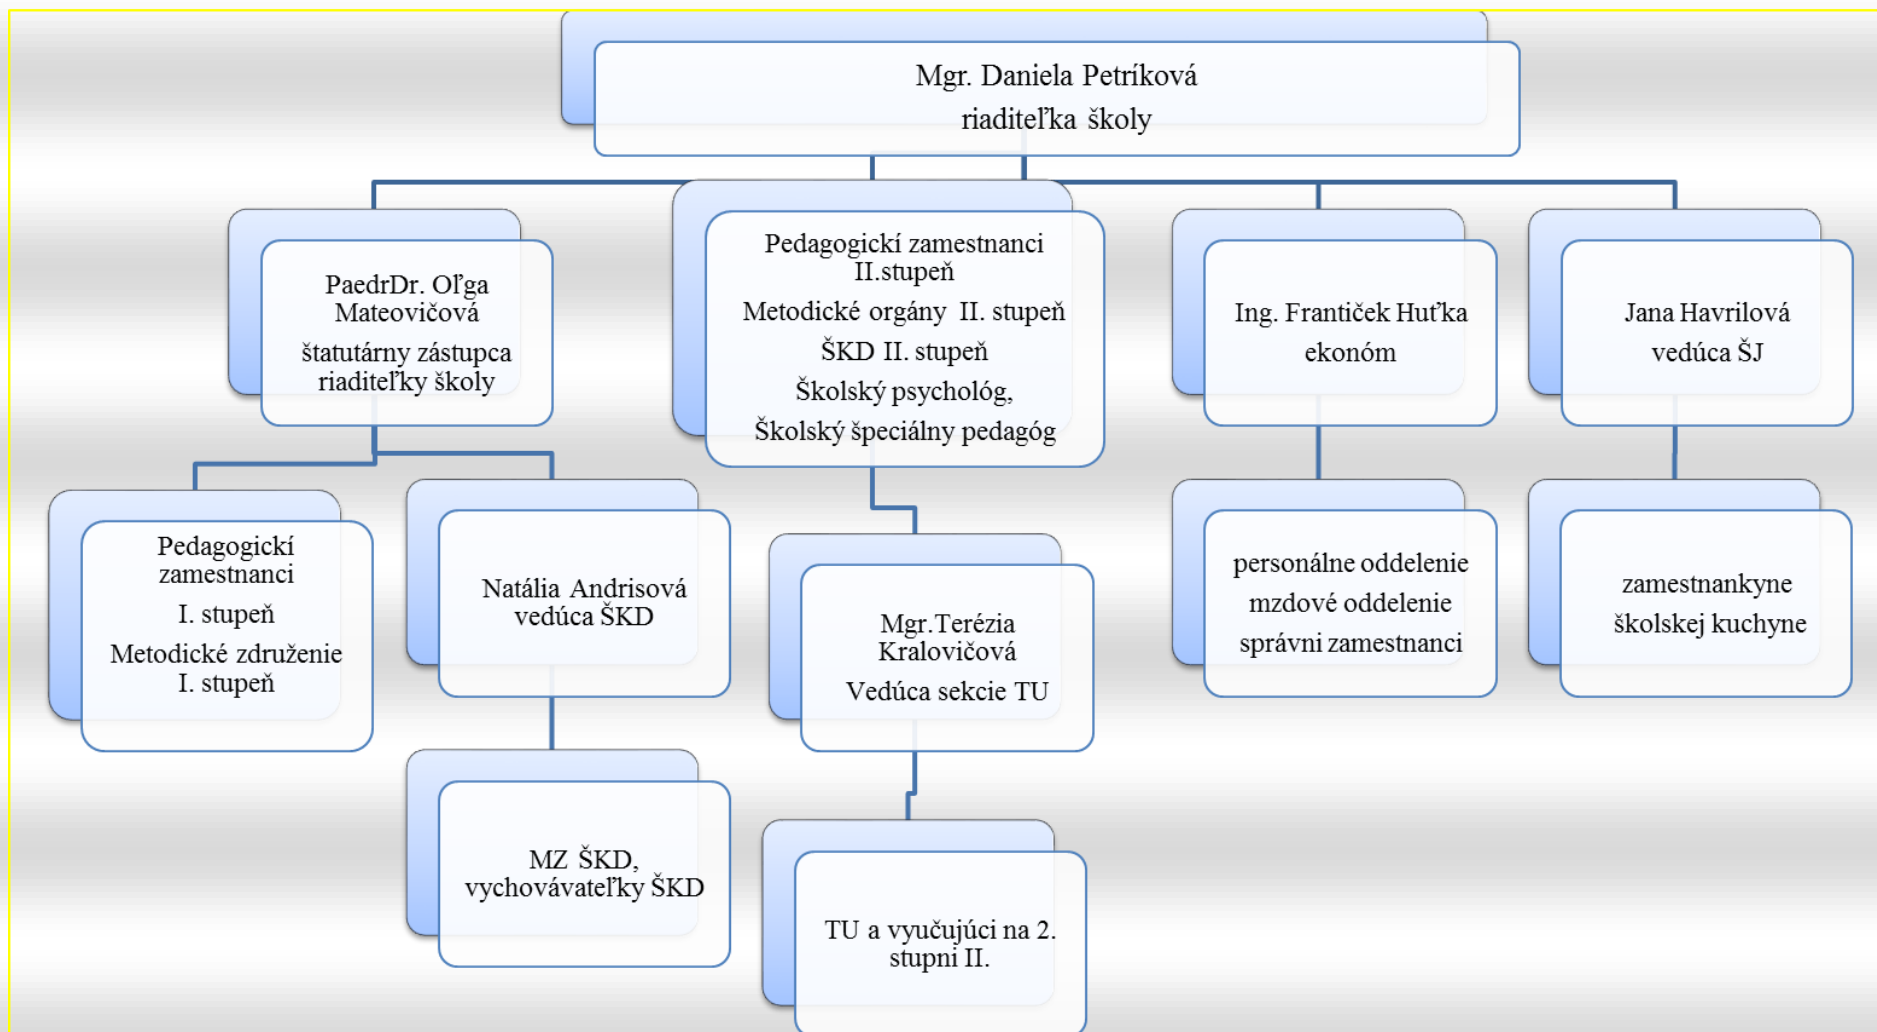 Mgr. Daniela Petríková
riaditeľka školy
PaedrDr. Oľga
Mateovičová
štatutárny zástupca
riaditeľky školy
Pedagogickí zamestnanci
II.stupeň
Metodické orgány II. stupeň
ŠKD II. stupeň
Školský psychológ,
Školský špeciálny pedagóg
Ing. František Huťka
ekonóm
Jana Havrilová
vedúca ŠJ
Pedagogickí
zamestnanci
I. stupeň
Metodické združenie
I. stupeň
Natália Andrisová
vedúca ŠKD
Mgr.Terézia
Kralovičová
Vedúca sekcie TU
personálne oddelenie
mzdové oddelenie
správni zamestnanci
zamestnankyne
školskej kuchyne
MZ ŠKD,
vychovávateľky ŠKD
TU a vyučujúci na 2.
stupni II.